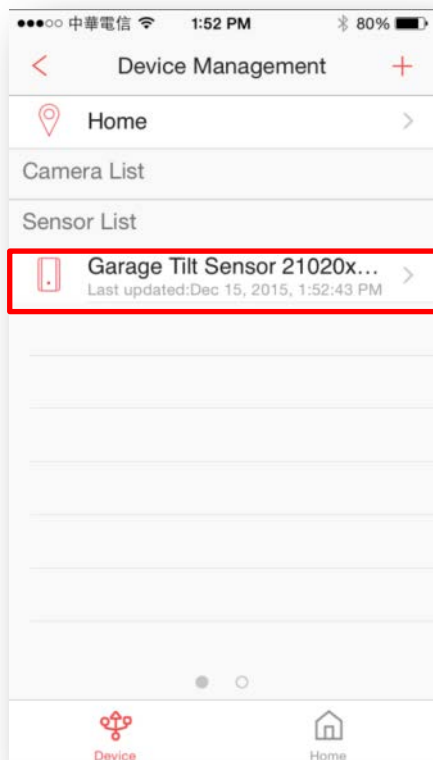 中華電信 1:52 PM 80%
Device Management
Home
Camera List
Sensor List
Garage Tilt Sensor 21020x...
Last updated:Dec 15, 2015, 1:52:43 PM
Device Home